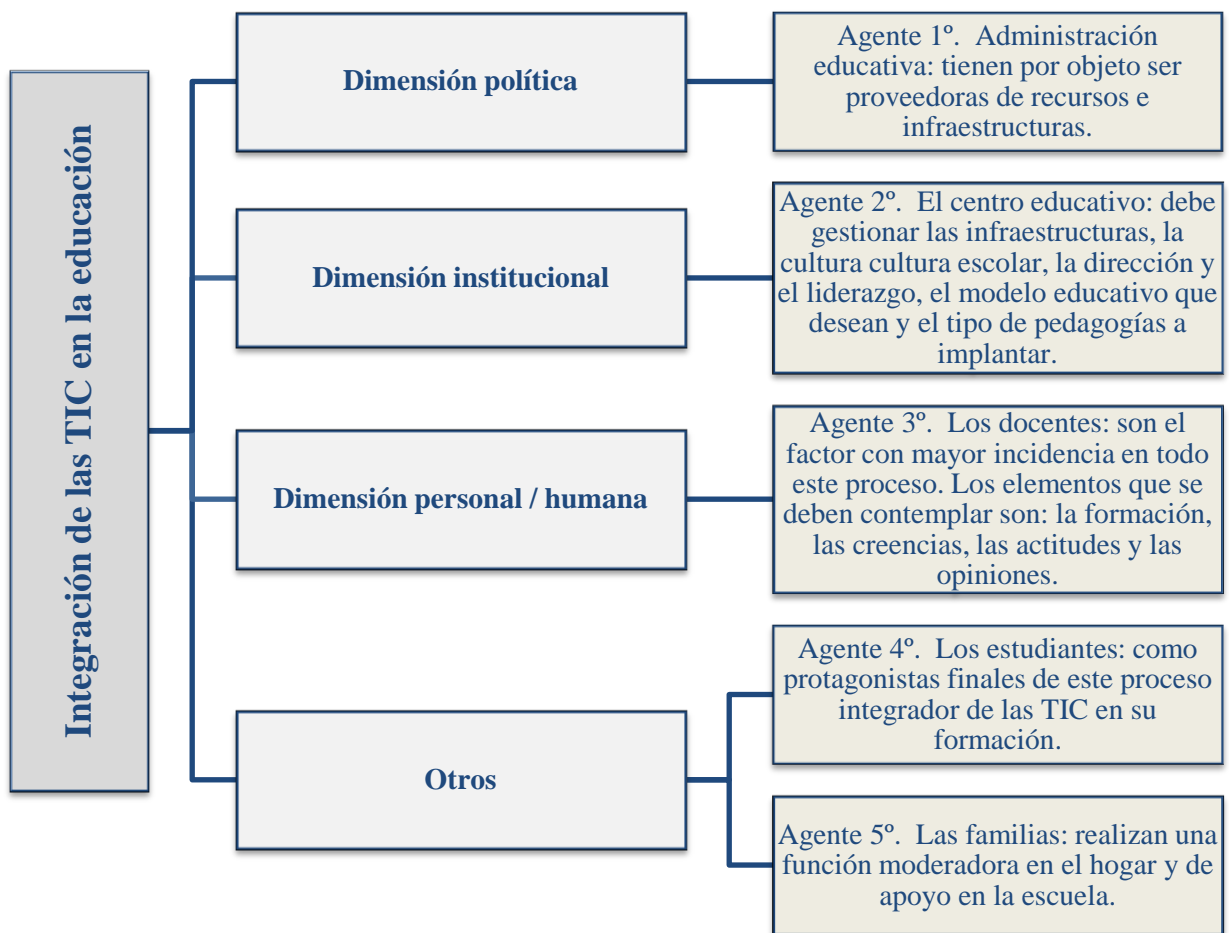 Integración de las TIC en la educación
Dimensión política
Agente 1º. Administración
educativa: tienen por objeto ser
proveedoras de recursos e
infraestructuras.
Dimensión institucional
Agente 2º. El centro educativo: debe
gestionar las infraestructuras, la
cultura cultura escolar, la dirección y
el liderazgo, el modelo educativo que
desean y el tipo de pedagogías a
implantar.
Dimensión personal / humana
Agente 3º. Los docentes: son el
factor con mayor incidencia en todo
este proceso. Los elementos que se
deben contemplar son: la formación,
las creencias, las actitudes y las
opiniones.
Otros
Agente 4º. Los estudiantes: como
protagonistas finales de este proceso
integrador de las TIC en su
formación.
Agente 5º. Las familias: realizan una
función moderadora en el hogar y de
apoyo en la escuela.